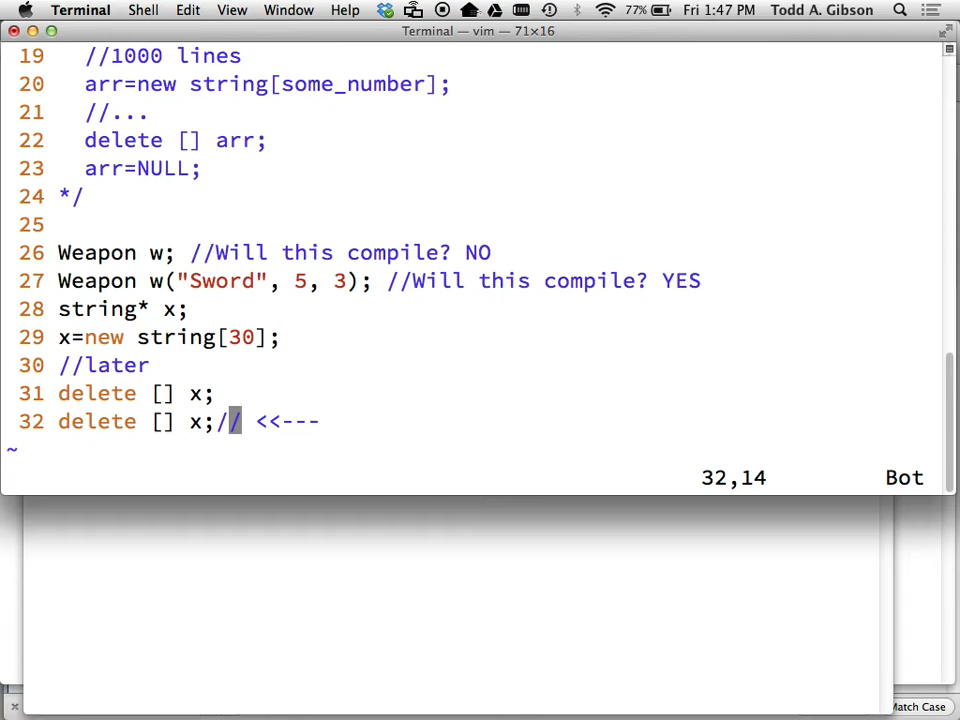 Terminal Shell Edit View Window Help 77% Fri 1:47 PM Todd A. Gibson
Terminal — vim — 71×16
19 //1000 lines
20 arr=new string[some_number];
21 //...
22 delete [] arr;
23 arr=NULL;
24 */
25
26 Weapon w; //Will this compile? NO
27 Weapon w("Sword", 5, 3); //Will this compile? YES
28 string* x;
29 x=new string[30];
30 //later
31 delete [] x;
32 delete [] x;// <<---
~
32,14 Bot
Match Case